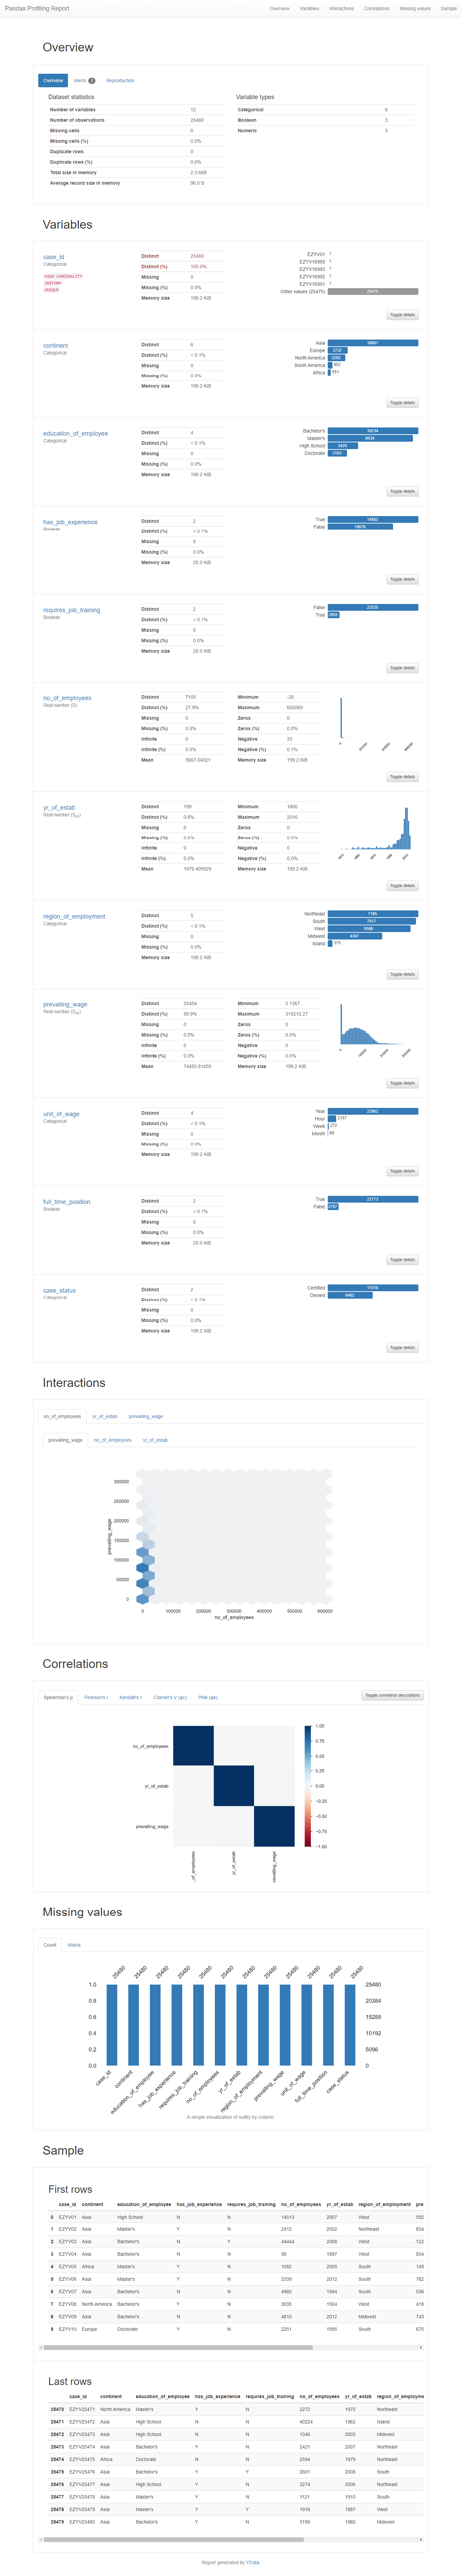 Pandas Profiling Report
Overview Variables Interactions Correlations Missing values Sample
Overview
Overview Alerts 3 Reproduction
Dataset statistics
Number of variables 12
Number of observations 25480
Missing cells 0
Missing cells (%) 0.0%
Duplicate rows 0
Duplicate rows (%) 0.0%
Total size in memory 2.3 MiB
Average record size in memory 96.0 B
Variable types
Categorical 6
Boolean 3
Numeric 3
Variables
case_id
Categorical
HIGH CARDINALITY
UNIFORM
UNIQUE
Distinct 25480
Distinct (%) 100.0%
Missing 0
Missing (%) 0.0%
Memory size 199.2 KiB
EZYV01 1
EZYV16995 1
EZYV16993 1
EZYV16992 1
EZYV16991 1
Other values (25475) 25475
Toggle details
continent
Categorical
Distinct 6
Distinct (%) < 0.1%
Missing 0
Missing (%) 0.0%
Memory size 199.2 KiB
Asia 16861
Europe 3732
North America 3292
South America 852
Africa 551
Toggle details
education_of_employee
Categorical
Distinct 4
Distinct (%) < 0.1%
Missing 0
Missing (%) 0.0%
Memory size 199.2 KiB
Bachelor's 10234
Master's 9634
High School 3420
Doctorate 2192
Toggle details
has_job_experience
Boolean
Distinct 2
Distinct (%) < 0.1%
Missing 0
Missing (%) 0.0%
Memory size 25.0 KiB
True 14802
False 10678
Toggle details
requires_job_training
Boolean
Distinct 2
Distinct (%) < 0.1%
Missing 0
Missing (%) 0.0%
Memory size 25.0 KiB
False 22525
True 2955
Toggle details
no_of_employees
Real number (ℝ)
Distinct 7105
Distinct (%) 27.9%
Missing 0
Missing (%) 0.0%
Infinite 0
Infinite (%) 0.0%
Mean 5667.04321
Minimum -26
Maximum 602069
Zeros 0
Zeros (%) 0.0%
Negative 33
Negative (%) 0.1%
Memory size 199.2 KiB
Toggle details
yr_of_estab
Distinct 199
Distinct (%) 0.8%
Missing 0
Missing (%) 0.0%
Infinite 0
Infinite (%) 0.0%
Mean 1979.409929
Minimum 1800
Maximum 2016
Zeros 0
Zeros (%) 0.0%
Negative 0
Negative (%) 0.0%
Memory size 199.2 KiB
Toggle details
region_of_employment
Categorical
Distinct 5
Distinct (%) < 0.1%
Missing 0
Missing (%) 0.0%
Memory size 199.2 KiB
Northeast 7195
South 7017
West 6586
Midwest 4307
Island 375
Toggle details
prevailing_wage
Distinct 25454
Distinct (%) 99.9%
Missing 0
Missing (%) 0.0%
Infinite 0
Infinite (%) 0.0%
Mean 74455.81459
Minimum 2.1367
Maximum 319210.27
Zeros 0
Zeros (%) 0.0%
Negative 0
Negative (%) 0.0%
Memory size 199.2 KiB
Toggle details
unit_of_wage
Categorical
Distinct 4
Distinct (%) < 0.1%
Missing 0
Missing (%) 0.0%
Memory size 199.2 KiB
Year 22962
Hour 2157
Week 272
Month 89
Toggle details
full_time_position
Boolean
Distinct 2
Distinct (%) < 0.1%
Missing 0
Missing (%) 0.0%
Memory size 25.0 KiB
True 22773
False 2707
Toggle details
case_status
Categorical
Distinct 2
Distinct (%) < 0.1%
Missing 0
Missing (%) 0.0%
Memory size 199.2 KiB
Certified 17018
Denied 8462
Toggle details
Interactions
no_of_employees yr_of_estab prevailing_wage
prevailing_wage no_of_employees yr_of_estab
300000
250000
200000
150000
100000
50000
0
prevailing_wage
0 100000 200000 300000 400000 500000 600000
no_of_employees
Correlations
Spearman's ρ Pearson's r Kendall's τ Cramér's V (φc) Phik (φk)
Toggle correlation descriptions
no_of_employees
yr_of_estab
prevailing_wage
1.00
0.75
0.50
0.25
0.00
−0.25
−0.50
−0.75
−1.00
_of_employees
yr_of_estab
evailing_wage
Missing values
Count Matrix
25480 25480 25480 25480 25480 25480 25480 25480 25480 25480 25480 25480
1.0 25480
0.8 20384
0.6 15288
0.4 10192
0.2 5096
0.0 0
case_id continent education_of_employee has_job_experience requires_job_training no_of_employees yr_of_estab region_of_employment prevailing_wage unit_of_wage full_time_position case_status
A simple visualization of nullity by column.
Sample
First rows
case_id continent education_of_employee has_job_experience requires_job_training no_of_employees yr_of_estab region_of_employment pre
0 EZYV01 Asia High School N N 14513 2007 West 592
1 EZYV02 Asia Master's Y N 2412 2002 Northeast 834
2 EZYV03 Asia Bachelor's N Y 44444 2008 West 122
3 EZYV04 Asia Bachelor's N N 98 1897 West 834
4 EZYV05 Africa Master's Y N 1082 2005 South 149
5 EZYV06 Asia Master's Y N 2339 2012 South 782
6 EZYV07 Asia Bachelor's N N 4985 1994 South 536
7 EZYV08 North America Bachelor's Y N 3035 1924 West 418
8 EZYV09 Asia Bachelor's N N 4810 2012 Midwest 743
9 EZYV10 Europe Doctorate Y N 2251 1995 South 675
Last rows
case_id continent education_of_employee has_job_experience requires_job_training no_of_employees yr_of_estab region_of_employme
25470 EZYV25471 North America Master's Y N 2272 1970 Northeast
25471 EZYV25472 Asia High School N N 40224 1962 Island
25472 EZYV25473 Asia High School N N 1346 2003 Midwest
25473 EZYV25474 Asia Bachelor's Y N 2421 2007 Northeast
25474 EZYV25475 Africa Doctorate N N 2594 1979 Northeast
25475 EZYV25476 Asia Bachelor's Y Y 2601 2008 South
25476 EZYV25477 Asia High School Y N 3274 2006 Northeast
25477 EZYV25478 Asia Master's Y N 1121 1910 South
25478 EZYV25479 Asia Master's Y Y 1918 1887 West
25479 EZYV25480 Asia Bachelor's Y N 3195 1960 Midwest
Report generated by YData.